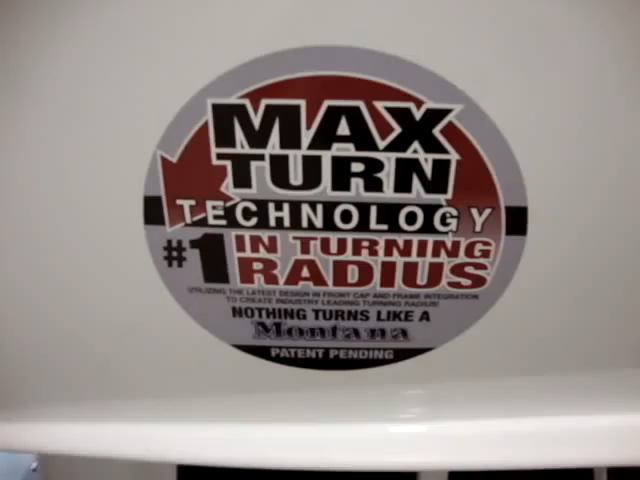 MAX
TURN
TECHNOLOGY
#1 IN TURNING
RADIUS
UTILIZING THE LATEST DESIGN IN FRONT CAP AND FRAME INTEGRATION
TO CREATE INDUSTRY LEADING TURNING RADIUS!
NOTHING TURNS LIKE A
Montana
PATENT PENDING